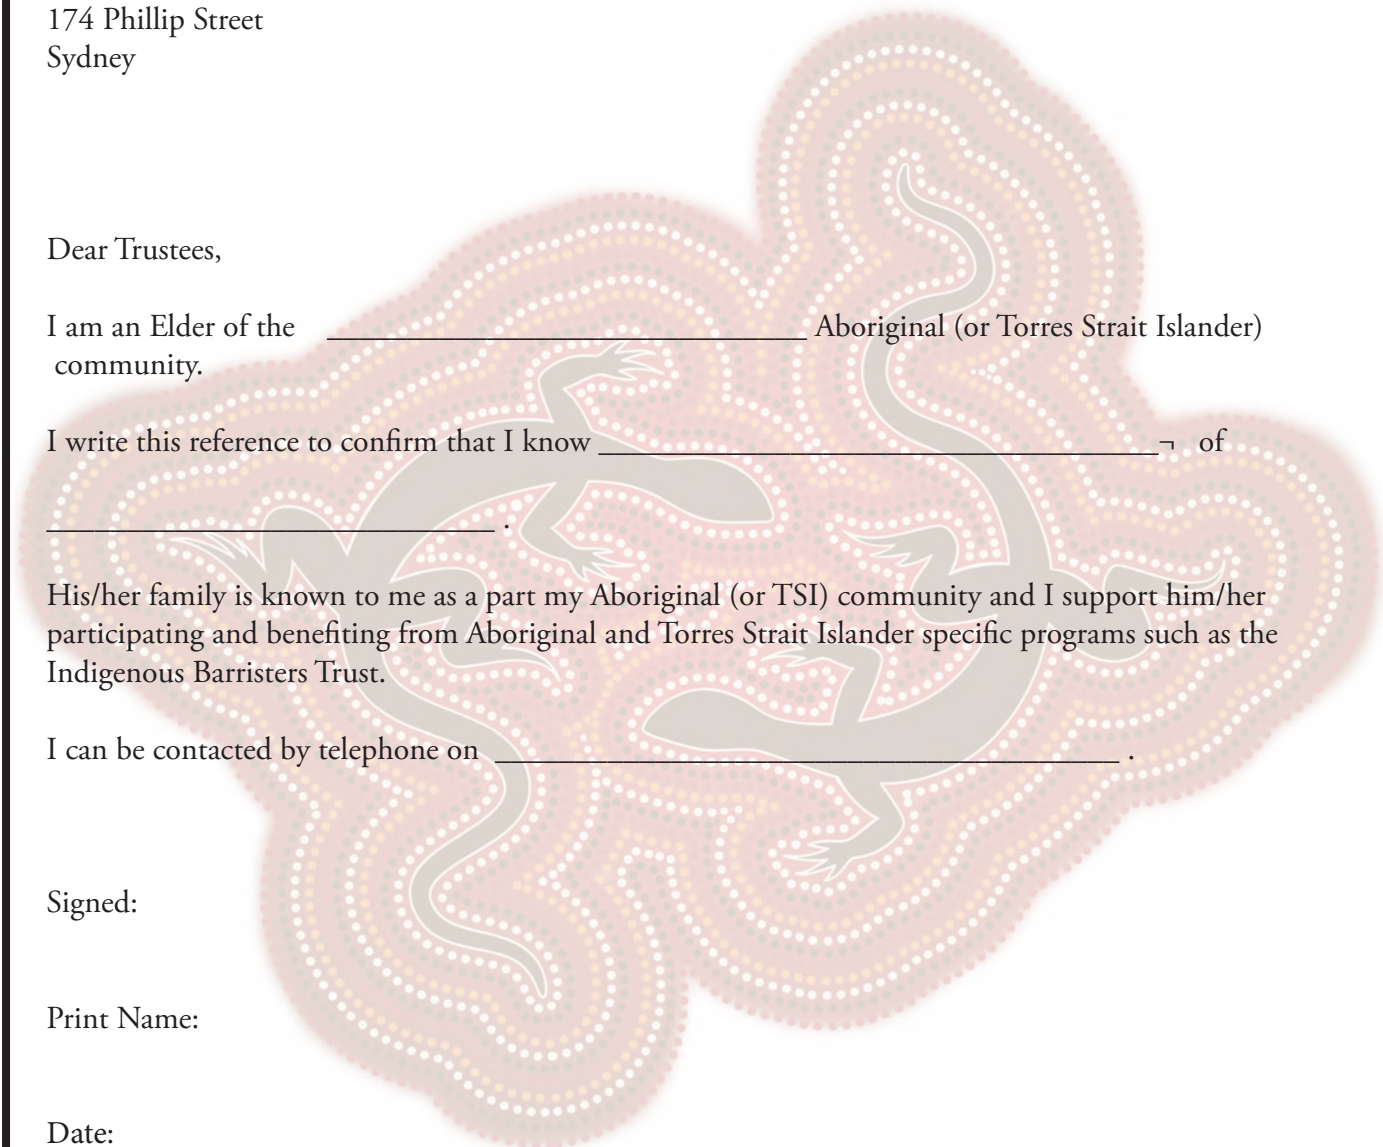 174 Phillip Street
Sydney
Dear Trustees,
I am an Elder of the ______________________________ Aboriginal (or Torres Strait Islander)
community.
I write this reference to confirm that I know ___________________________________¬ of
____________________________ .
His/her family is known to me as a part my Aboriginal (or TSI) community and I support him/her
participating and benefiting from Aboriginal and Torres Strait Islander specific programs such as the
Indigenous Barristers Trust.
I can be contacted by telephone on _______________________________________ .
Signed:
Print Name:
Date: